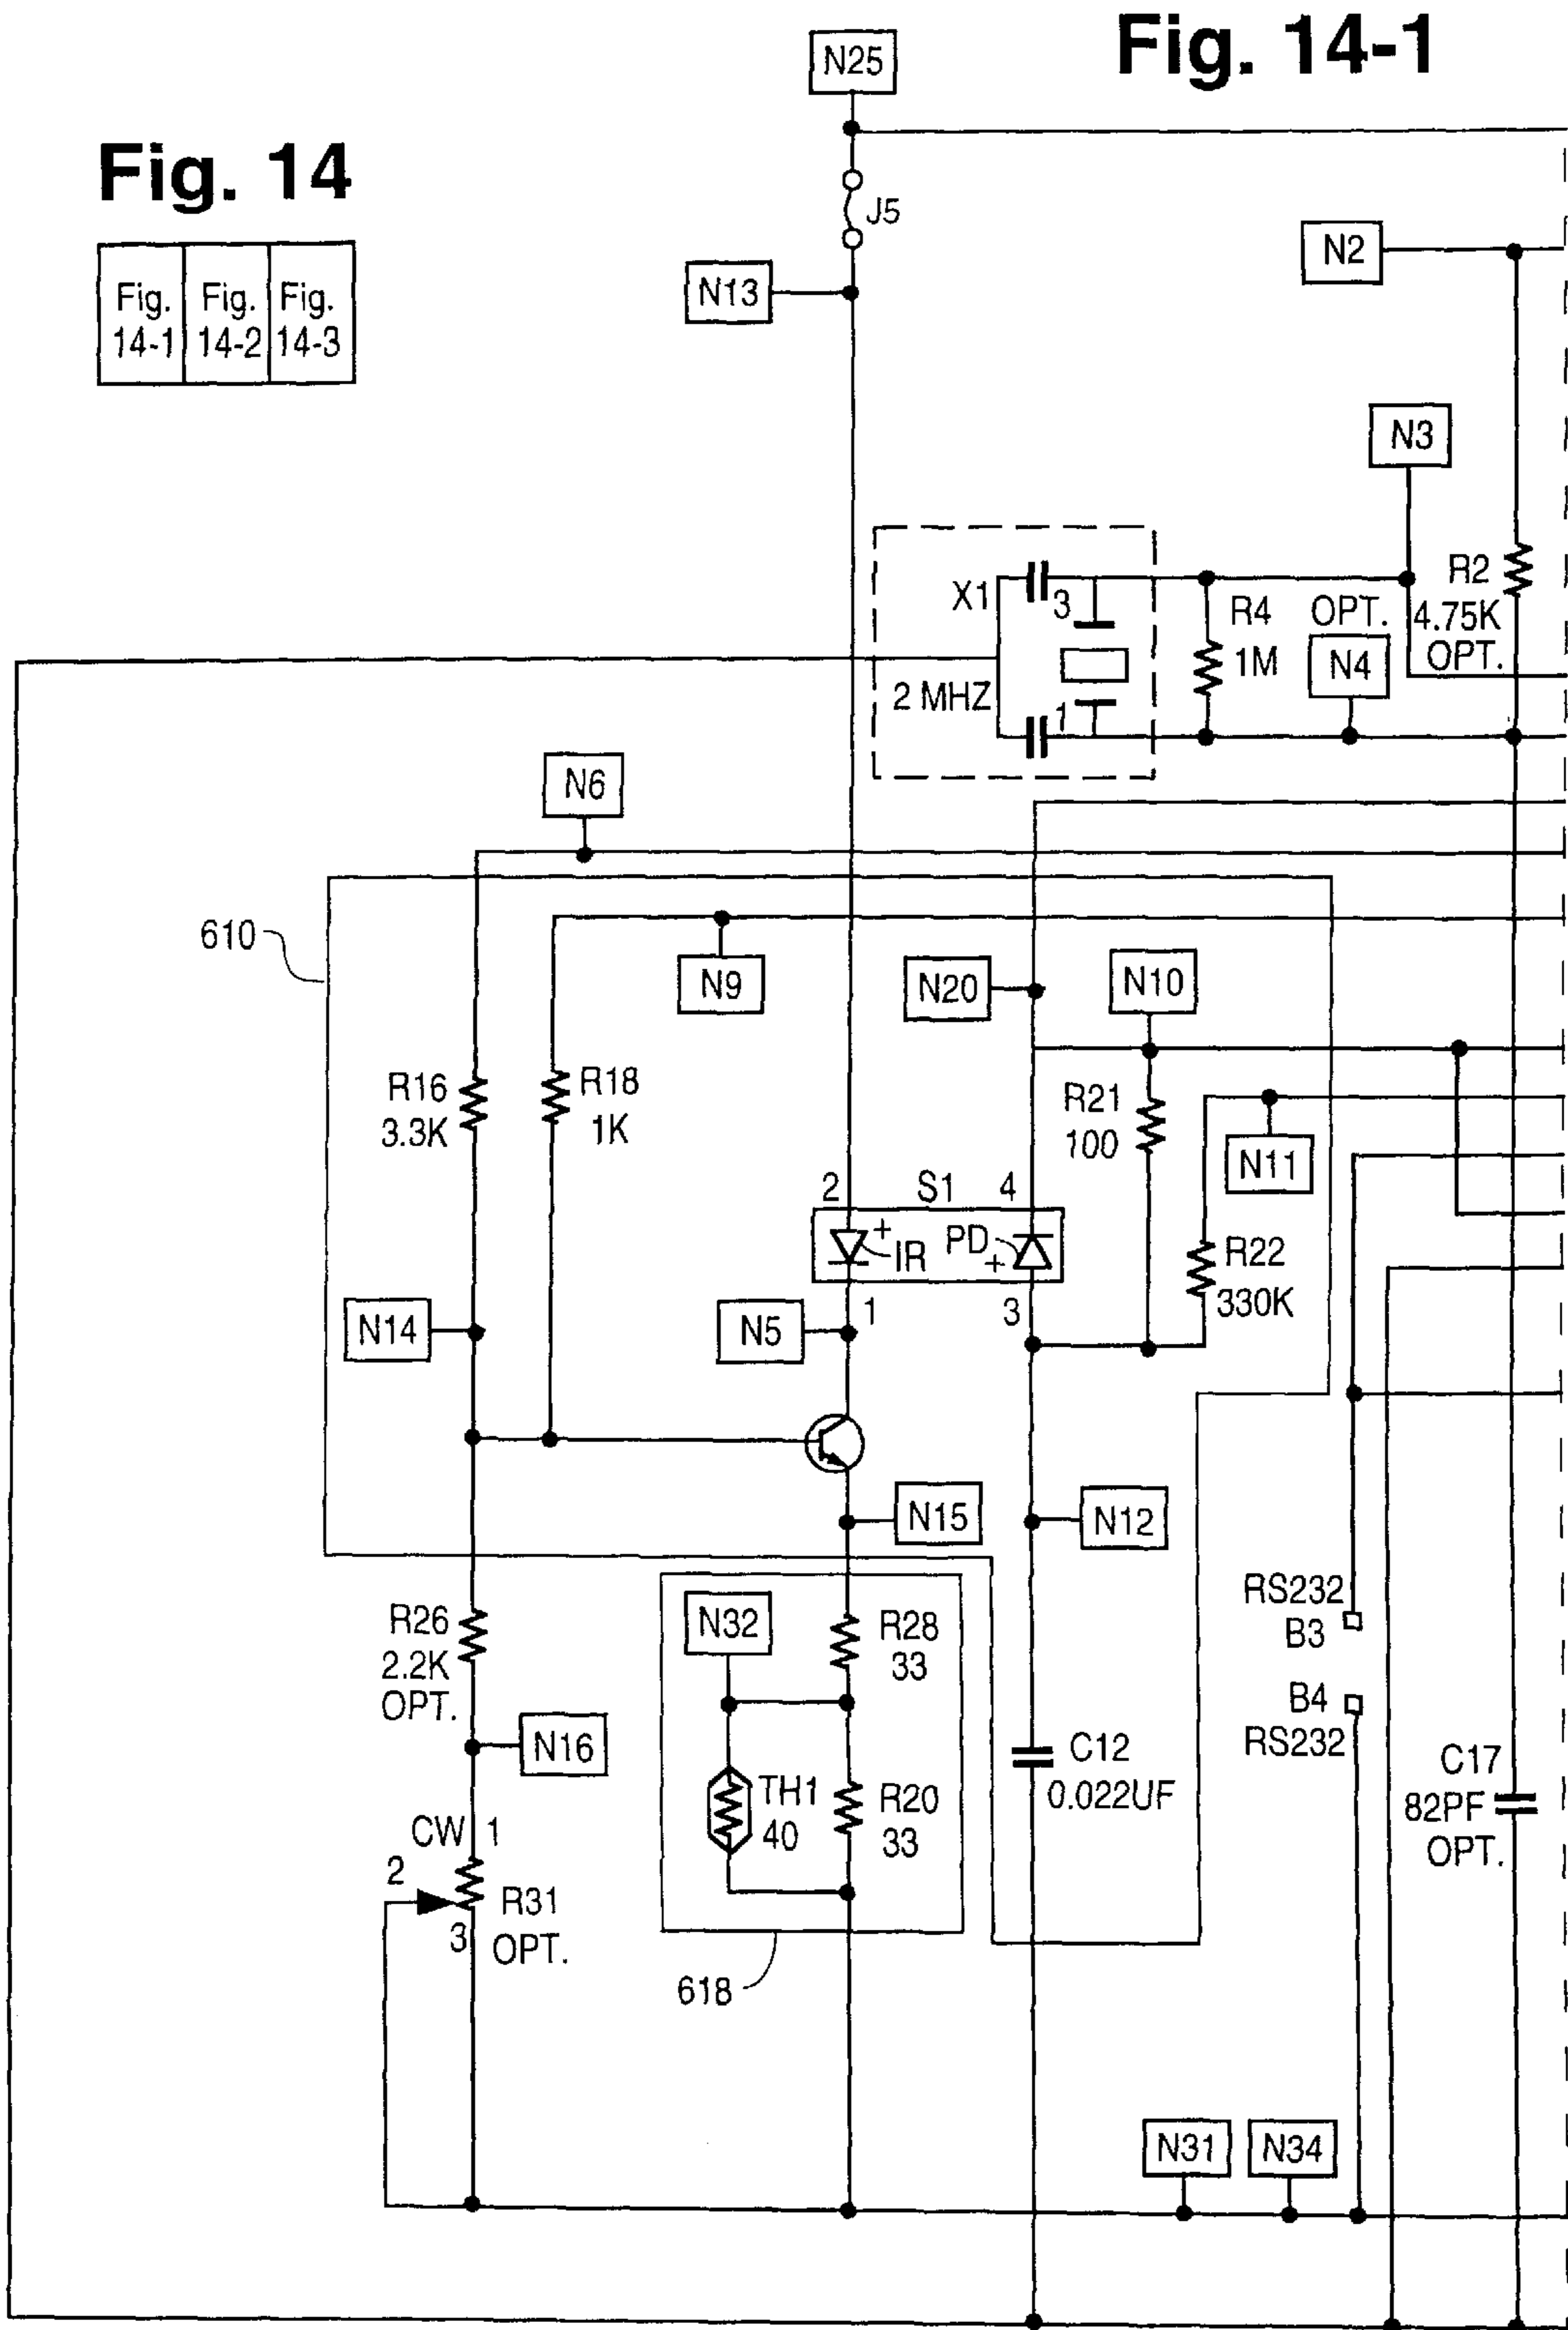 Fig. 14-1
N25
Fig. 14
J5
N2
N13
Fig. Fig. Fig.
14-1 14-2 14-3
N3
X1
3
R4
1M
OPT.
R2
4.75K
OPT.
N4
2 MHZ
1
N6
610
N9
N20
N10
R16
3.3K
R18
1K
R21
100
N11
2 S1 4
+ IR PD +
R22
330K
N14
N5
1
3
N15
N12
R26
2.2K
OPT.
N32
R28
33
RS232
B3
B4
RS232
N16
C12
0.022UF
C17
82PF
OPT.
TH1
40
R20
33
CW 1
2
R31
3
OPT.
618
N31
N34